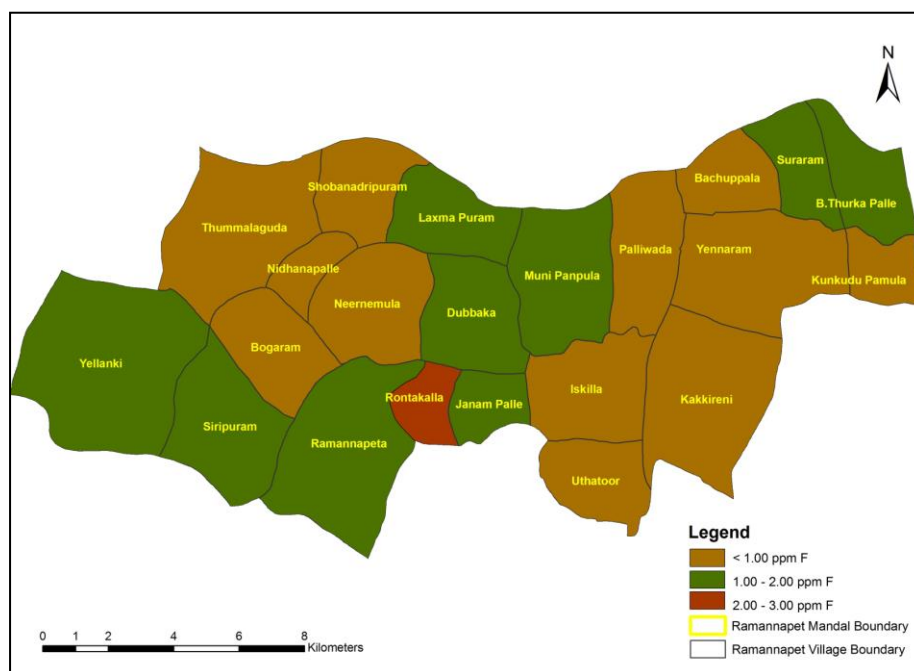 N
Suraram
Bachuppala
Shobanadripuram
B.Thurka Palle
Laxma Puram
Thummalaguda
Palliwada
Yennaram
Nidhanapalle
Muni Panpula
Kunkudu Pamula
Neernemula
Dubbaka
Bogaram
Yellanki
Iskilla
Rontakalla
Kakkireni
Janam Palle
Siripuram
Ramannapeta
Uthatoor
Legend
< 1.00 ppm F
1.00 - 2.00 ppm F
2.00 - 3.00 ppm F
Ramannapet Mandal Boundary
Ramannapet Village Boundary
0 1 2 4 6 8
Kilometers